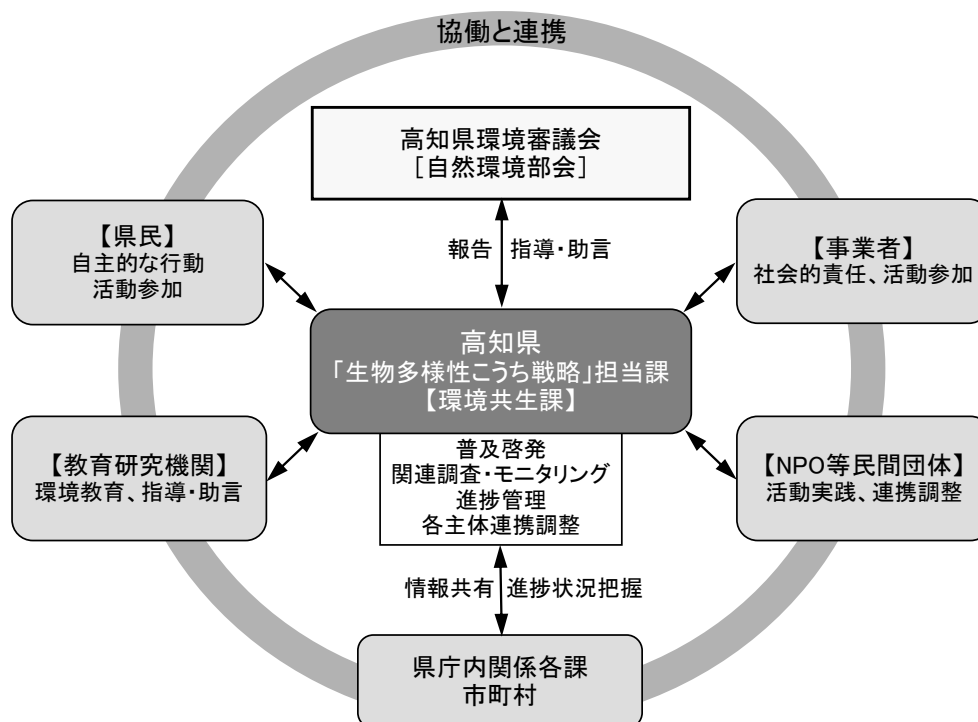 協働と連携
高知県環境審議会
[自然環境部会]
【県民】
自主的な行動
活動参加
報告
指導・助言
【事業者】
社会的責任、活動参加
高知県
「生物多様性こうち戦略」担当課
【環境共生課】
【教育研究機関】
環境教育、指導・助言
普及啓発
関連調査・モニタリング
進捗管理
各主体連携調整
【NPO等民間団体】
活動実践、連携調整
情報共有
進捗状況把握
県庁内関係各課
市町村